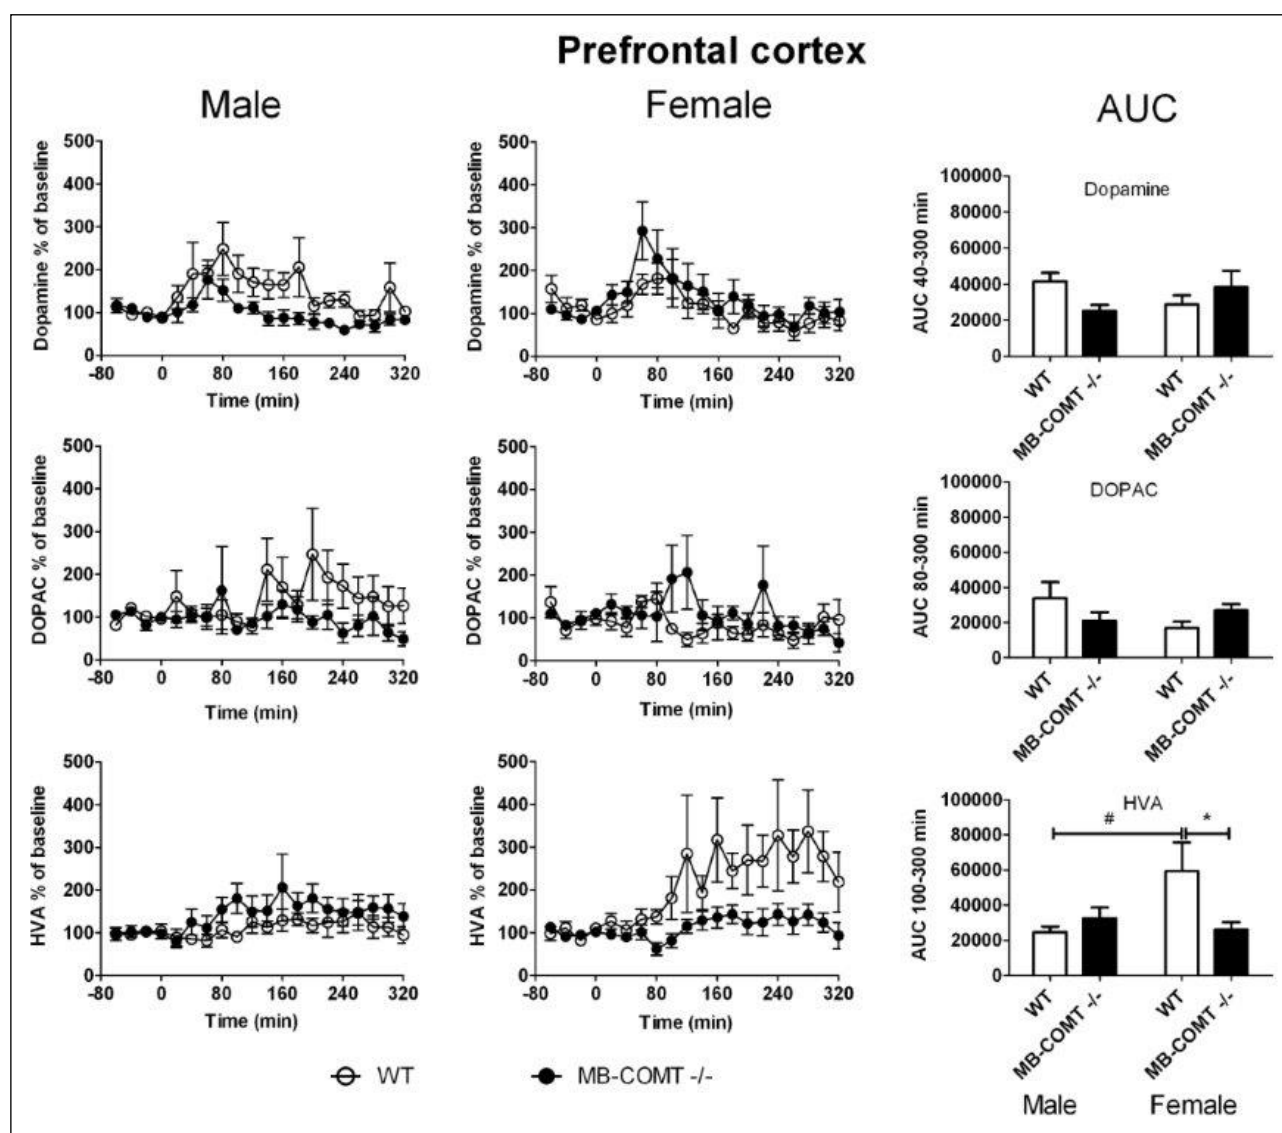 Prefrontal cortex
Male
Female
AUC
Dopamine % of baseline
500
400
300
200
100
0
-80 0 80 160 240 320
Time (min)
Dopamine % of baseline
500
400
300
200
100
0
-80 0 80 160 240 320
Time (min)
AUC 40-300 min
100000
80000
60000
40000
20000
0
Dopamine
WT
MB-COMT -/-
WT
MB-COMT -/-
DOPAC % of baseline
500
400
300
200
100
0
-80 0 80 160 240 320
Time (min)
DOPAC % of baseline
500
400
300
200
100
0
-80 0 80 160 240 320
Time (min)
AUC 80-300 min
100000
80000
60000
40000
20000
0
DOPAC
WT
MB-COMT -/-
WT
MB-COMT -/-
HVA % of baseline
500
400
300
200
100
0
-80 0 80 160 240 320
Time (min)
HVA % of baseline
500
400
300
200
100
0
-80 0 80 160 240 320
Time (min)
AUC 100-300 min
100000
80000
60000
40000
20000
0
HVA
# *
WT
MB-COMT -/-
WT
MB-COMT -/-
Male Female
WT MB-COMT -/-